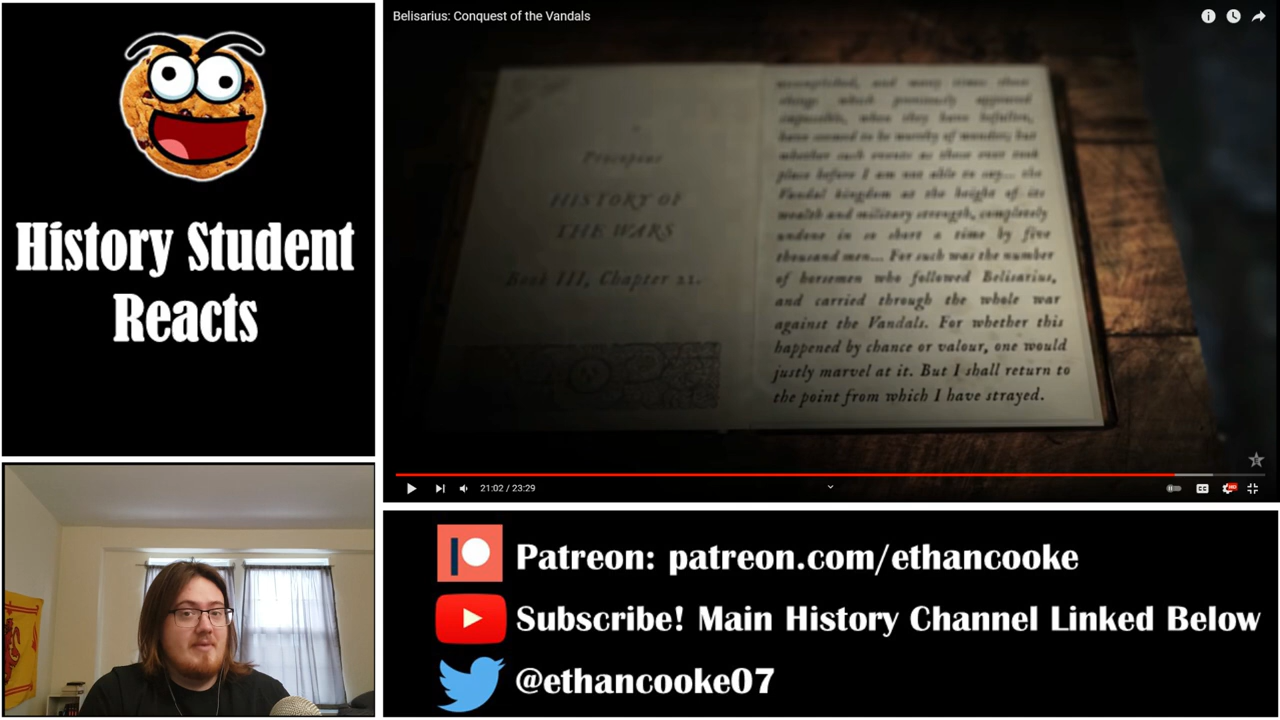 History Student
Reacts
Belisarius: Conquest of the Vandals
Procopius
HISTORY OF
THE WARS
Book III, Chapter 21.
accomplished, and many times those
things which previously appeared
impossible, when they have befallen,
have seemed to be worthy of wonder; but
whether such events as these ever took
place before I am not able to say... the
Vandal kingdom at the height of its
wealth and military strength, completely
undone in so short a time by five
thousand men... For such was the number
of horsemen who followed Belisarius,
and carried through the whole war
against the Vandals. For whether this
happened by chance or valour, one would
justly marvel at it. But I shall return to
the point from which I have strayed.
21:02 / 23:29
CC
HD
Patreon: patreon.com/ethancooke
Subscribe! Main History Channel Linked Below
@ethancooke07